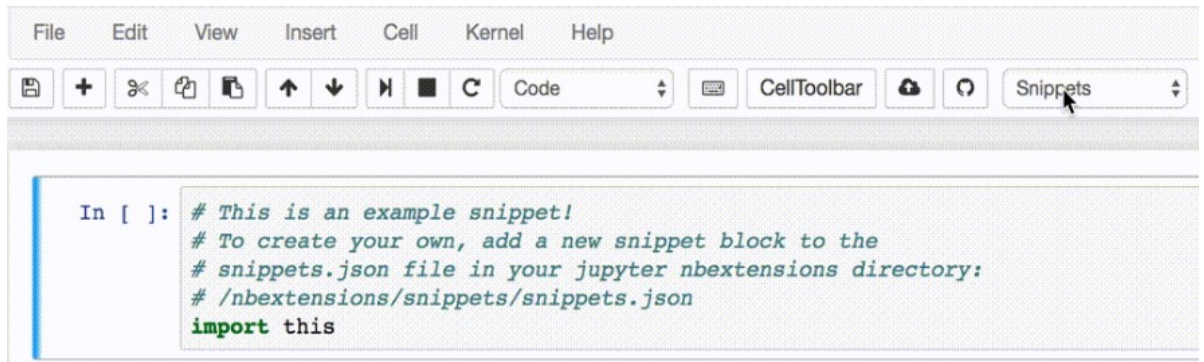 File Edit View Insert Cell Kernel Help
Code CellToolbar Snippets
In [ ]: # This is an example snippet!
# To create your own, add a new snippet block to the
# snippets.json file in your jupyter nbextensions directory:
# /nbextensions/snippets/snippets.json
import this